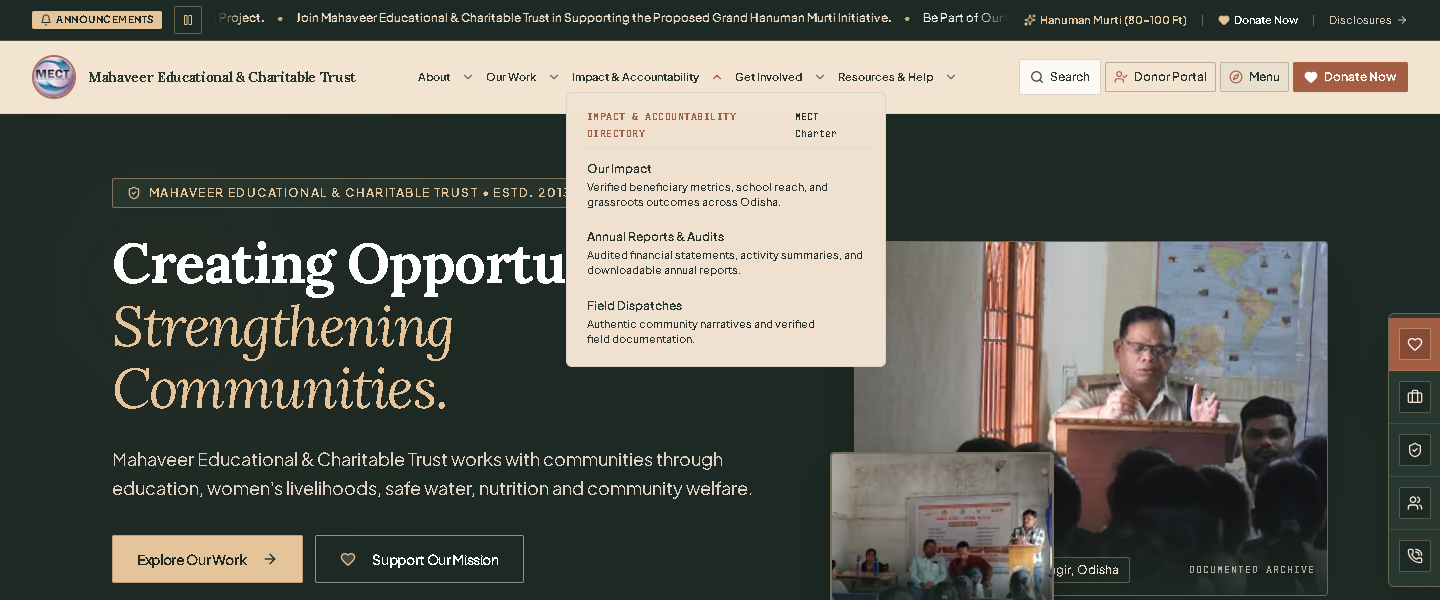 ANNOUNCEMENTS
Project. • Join Mahaveer Educational & Charitable Trust in Supporting the Proposed Grand Hanuman Murti Initiative. • Be Part of Our
Hanuman Murti (80–100 Ft)
Donate Now
Disclosures →
MECT
Mahaveer Educational & Charitable Trust
About
Our Work
Impact & Accountability
Get Involved
Resources & Help
Search
Donor Portal
Menu
Donate Now
IMPACT & ACCOUNTABILITY
DIRECTORY
MECT
Charter
Our Impact
Verified beneficiary metrics, school reach, and
grassroots outcomes across Odisha.
Annual Reports & Audits
Audited financial statements, activity summaries, and
downloadable annual reports.
Field Dispatches
Authentic community narratives and verified
field documentation.
MAHAVEER EDUCATIONAL & CHARITABLE TRUST • ESTD. 2013
Creating Opportu
Strengthening
Communities.
Mahaveer Educational & Charitable Trust works with communities through
education, women's livelihoods, safe water, nutrition and community welfare.
Explore Our Work →
Support Our Mission
gir, Odisha
DOCUMENTED ARCHIVE